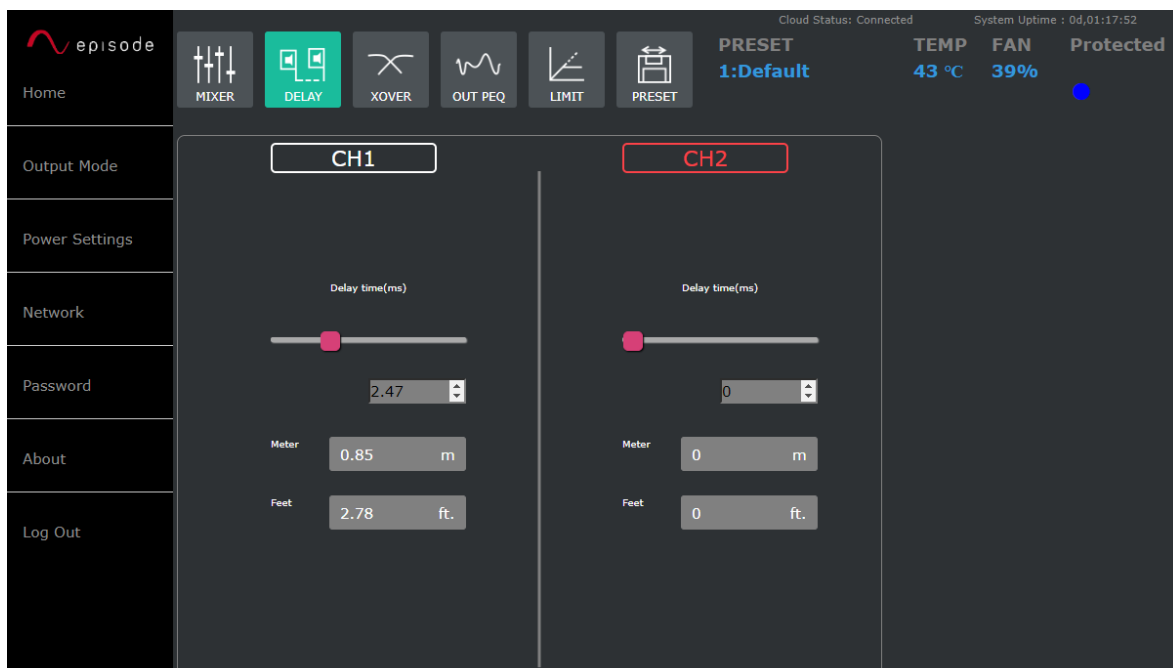 Cloud Status: Connected System Uptime : 0d,01:17:52
episode
PRESET TEMP FAN Protected
1:Default 43 ℃ 39%
MIXER DELAY XOVER OUT PEQ LIMIT PRESET
Home
Output Mode
Power Settings
Network
Password
About
Log Out
CH1 CH2
Delay time(ms) Delay time(ms)
2.47 0
Meter 0.85 m Meter 0 m
Feet 2.78 ft. Feet 0 ft.